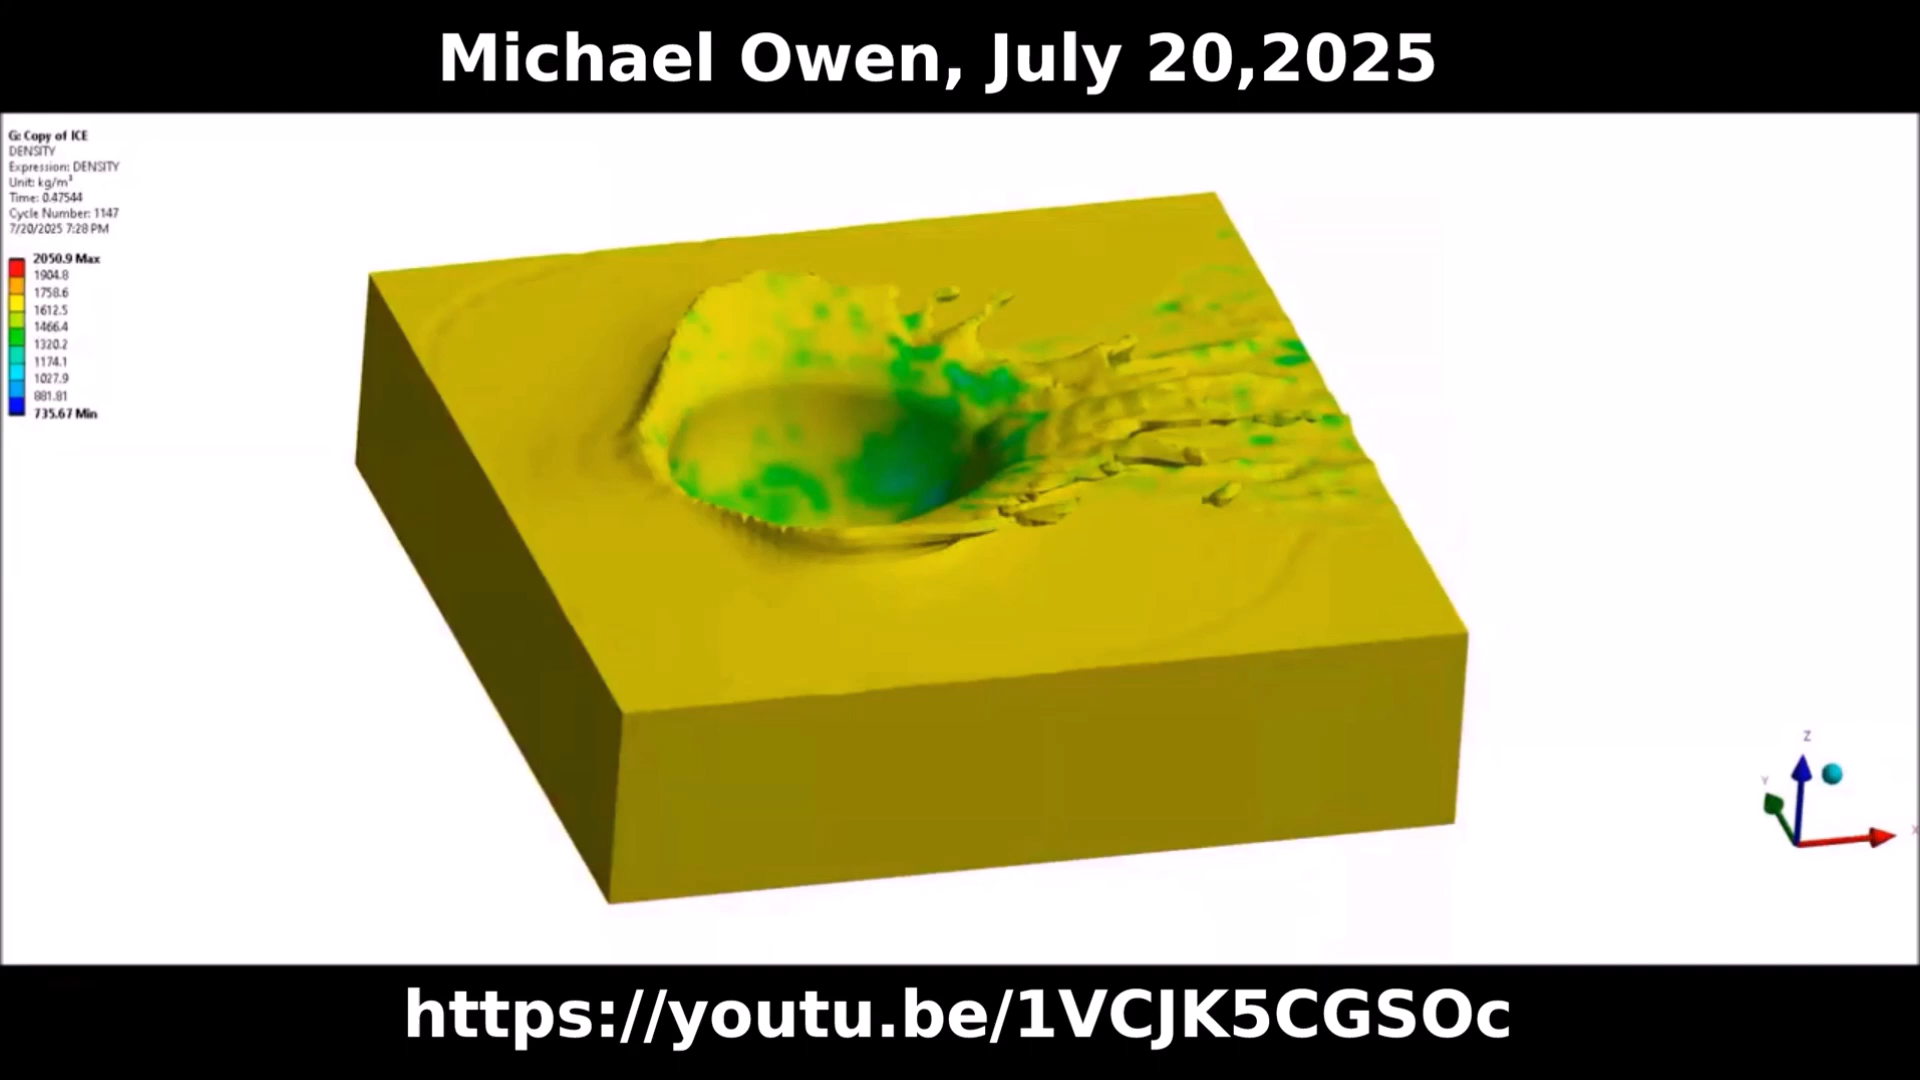 Michael Owen, July 20,2025
G: Copy of ICE
DENSITY
Expression: DENSITY
Unit: kg/m³
Time: 0.47544
Cycle Number: 1147
7/20/2025 7:28 PM
2050.9 Max
1904.8
1758.6
1612.5
1466.4
1320.2
1174.1
1027.9
881.81
735.67 Min
Z
Y
X
https://youtu.be/1VCJK5CGSOc